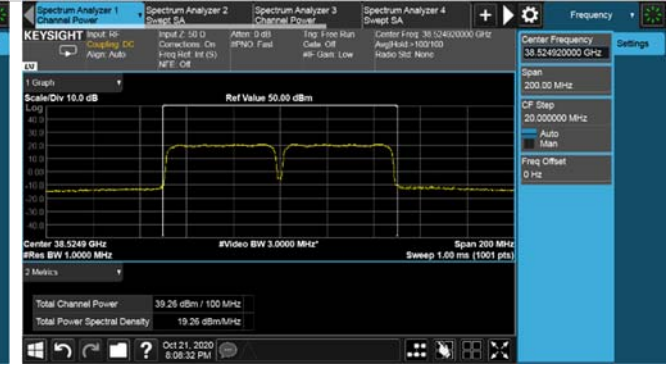 Spectrum Analyzer 1
Channel Power
Spectrum Analyzer 2
Swept SA
Spectrum Analyzer 3
Channel Power
Spectrum Analyzer 4
Swept SA
Frequency
KEYSIGHT Input: RF
Coupling: DC
Align: Auto
Input Z: 50 Ω
Corrections: On
Freq Ref: Int (S)
NFE: Off
Atten: 0 dB
#PNO: Fast
Trig: Free Run
Gate: Off
#IF Gain: Low
Center Freq: 38.524920000 GHz
Avg|Hold:>100/100
Radio Std: None
Center Frequency
38.524920000 GHz
Settings
Span
200.00 MHz
CF Step
20.000000 MHz
Auto
Man
Freq Offset
0 Hz
1 Graph
Scale/Div 10.0 dB
Ref Value 50.00 dBm
Log
40.0
30.0
20.0
10.0
0.00
-10.0
-20.0
-30.0
-40.0
Center 38.5249 GHz
#Video BW 3.0000 MHz*
Span 200 MHz
#Res BW 1.0000 MHz
Sweep 1.00 ms (1001 pts)
2 Metrics
Total Channel Power 39.26 dBm / 100 MHz
Total Power Spectral Density 19.26 dBm/MHz
? Oct 21, 2020
8:08:32 PM